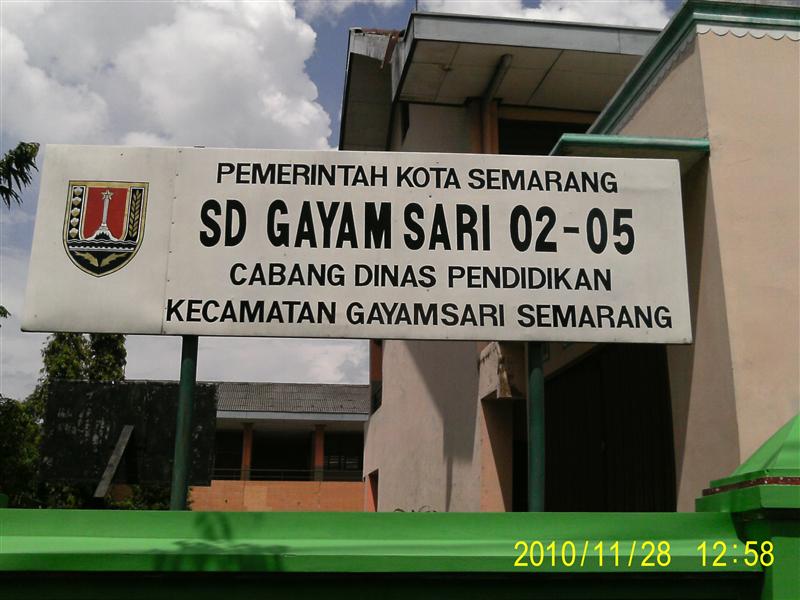 PEMERINTAH KOTA SEMARANG
SD GAYAMSARI 02-05
CABANG DINAS PENDIDIKAN
KECAMATAN GAYAMSARI SEMARANG
2010/11/28 12:58